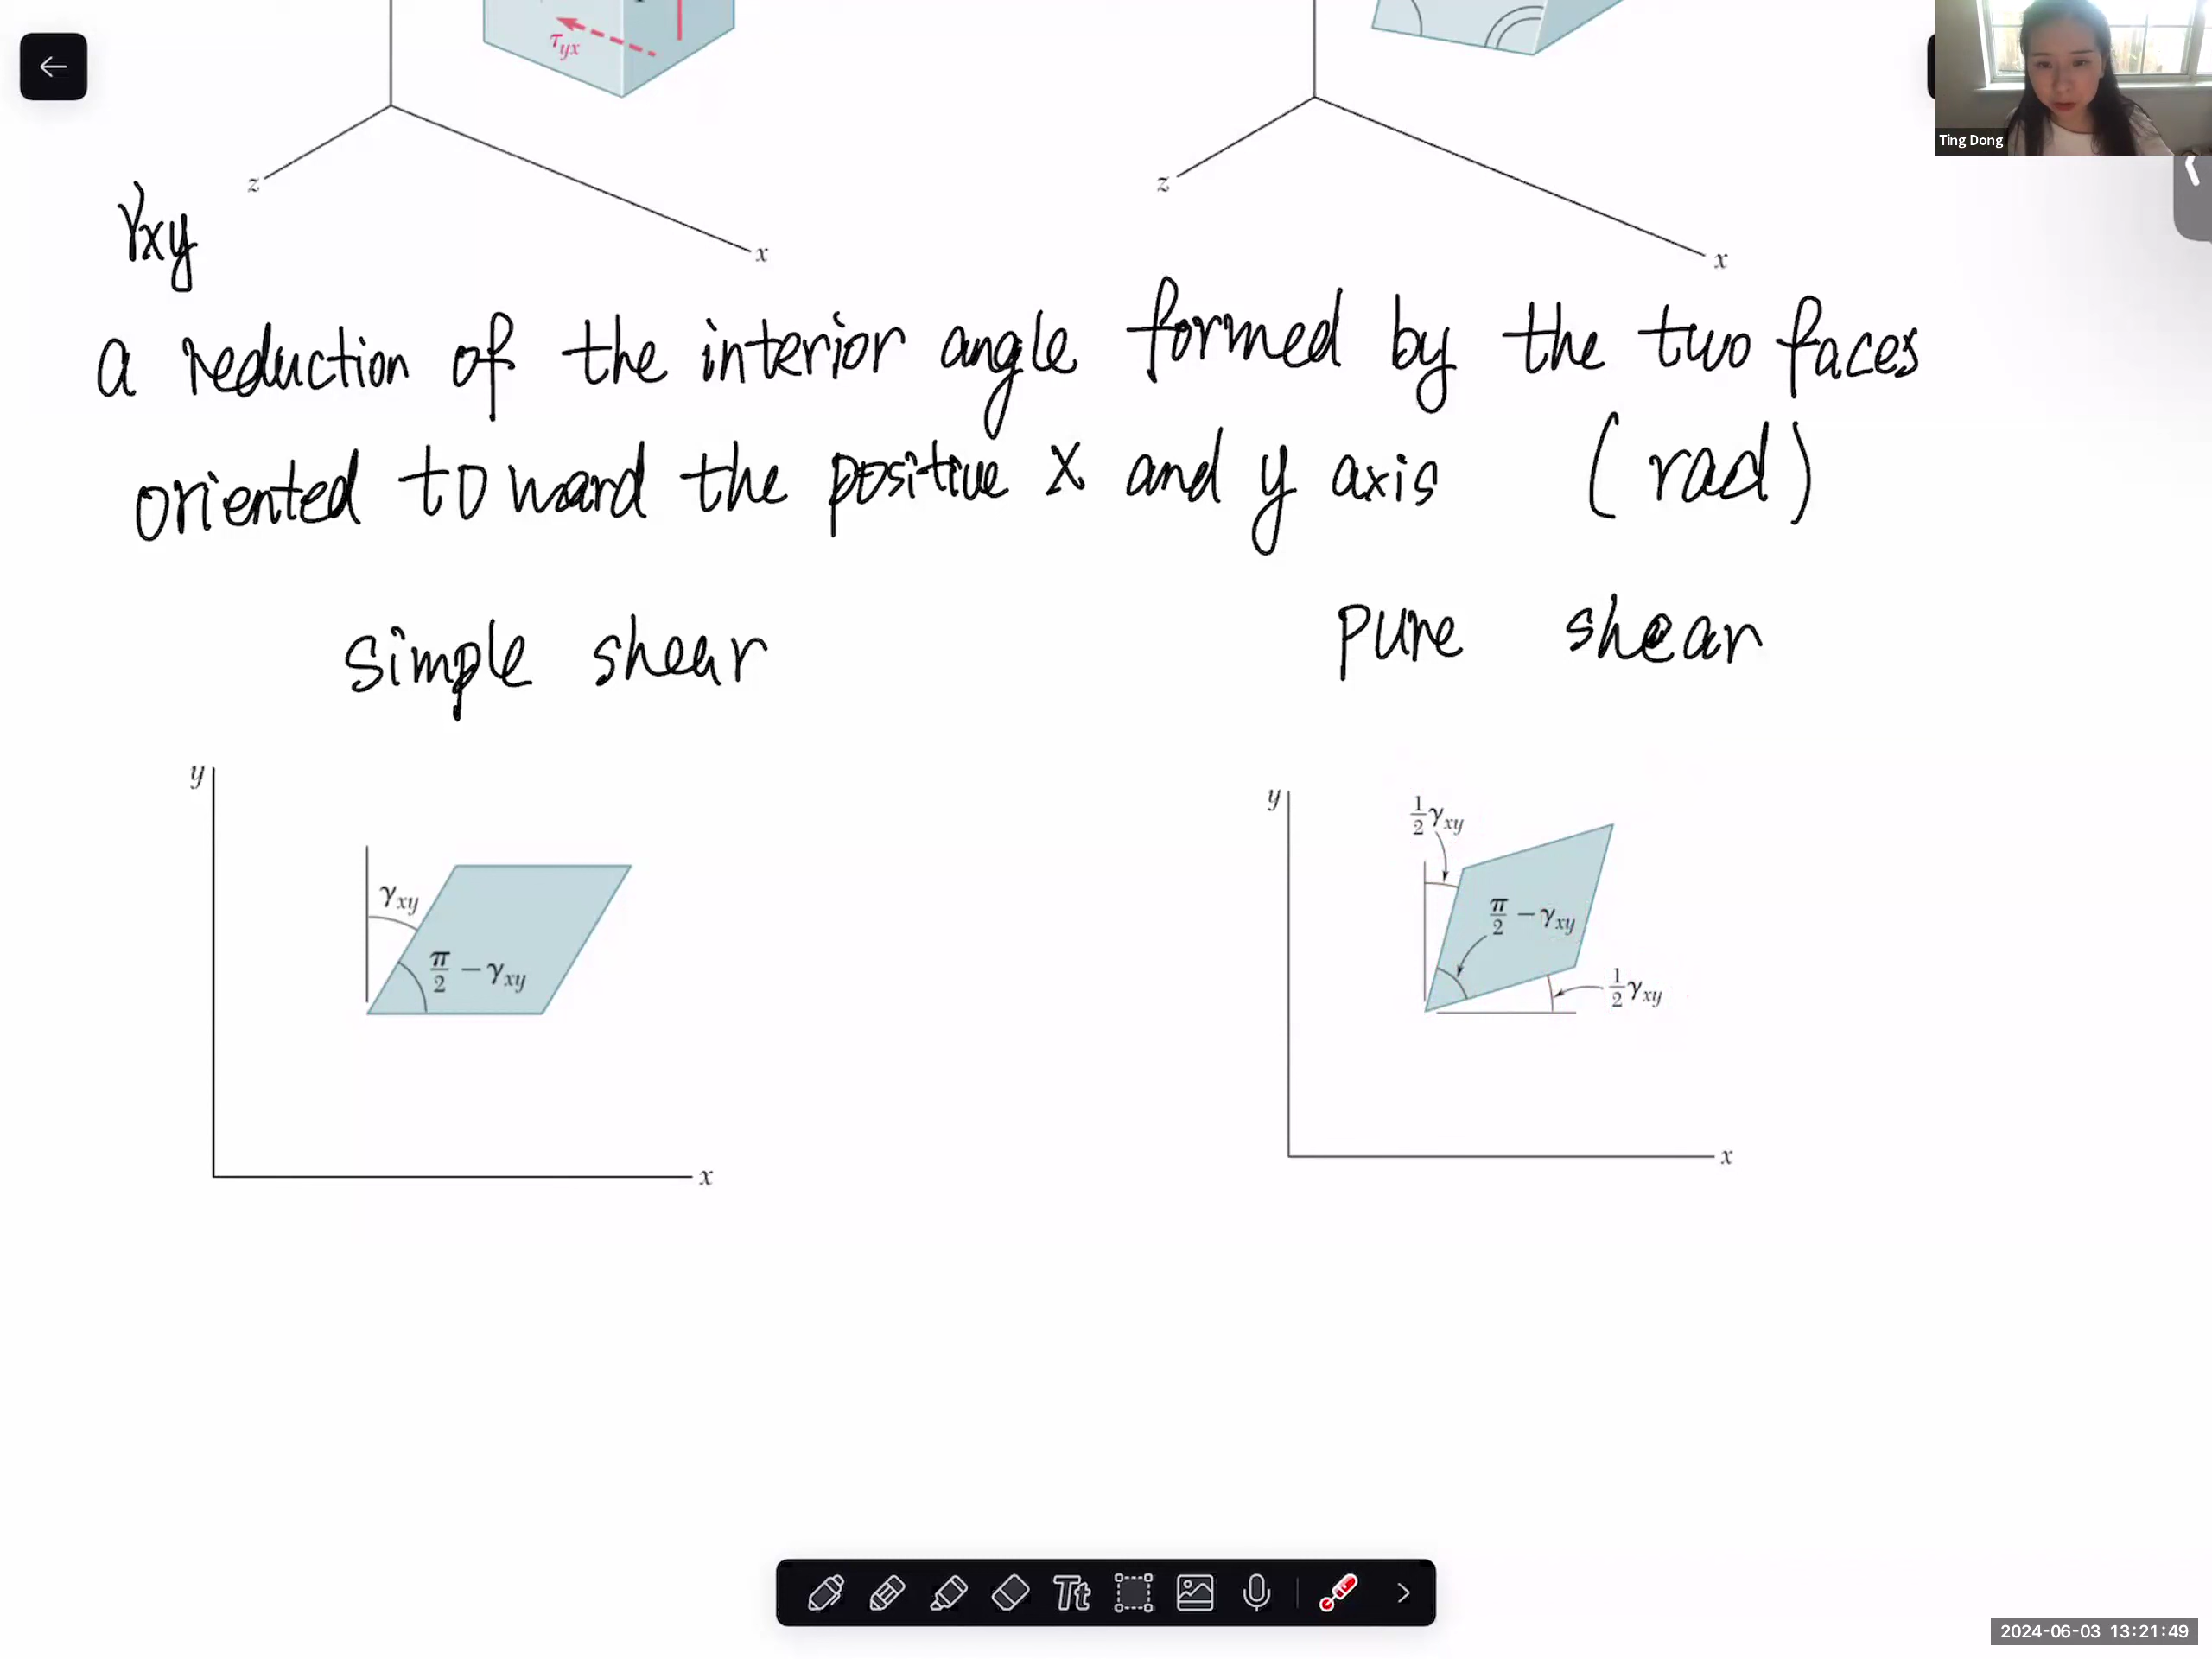 τyx
Ting Dong
z
x
z
x
γxy
a reduction of the interior angle formed by the two faces
oriented toward the positive x and y axis (rad)
simple shear
pure shear
y
γxy
π/2 − γxy
x
y
1/2 γxy
π/2 − γxy
1/2 γxy
x
Tt
2024-06-03 13:21:49